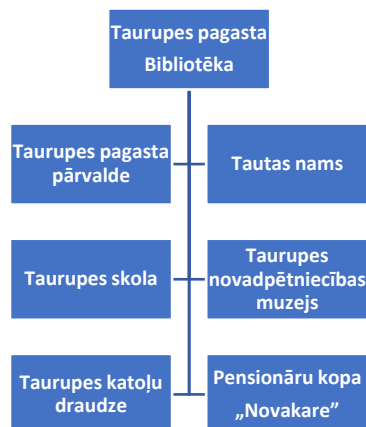 Taurupes pagasta
Bibliotēka
Taurupes pagasta
pārvalde
Tautas nams
Taurupes skola
Taurupes
novadpētniecības
muzejs
Taurupes katoļu
draudze
Pensionāru kopa
„Novakare”